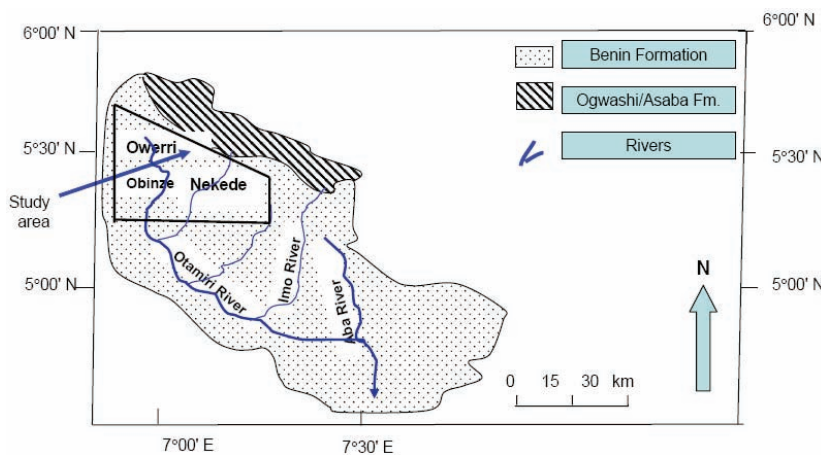 6°00' N
6°00' N
Benin Formation
Ogwashi/Asaba Fm.
Rivers
5°30' N
5°30' N
Owerri
Obinze
Nekede
Study
area
5°00' N
5°00' N
Otamiri River
Imo River
Aba River
N
0 15 30 km
7°00' E
7°30' E